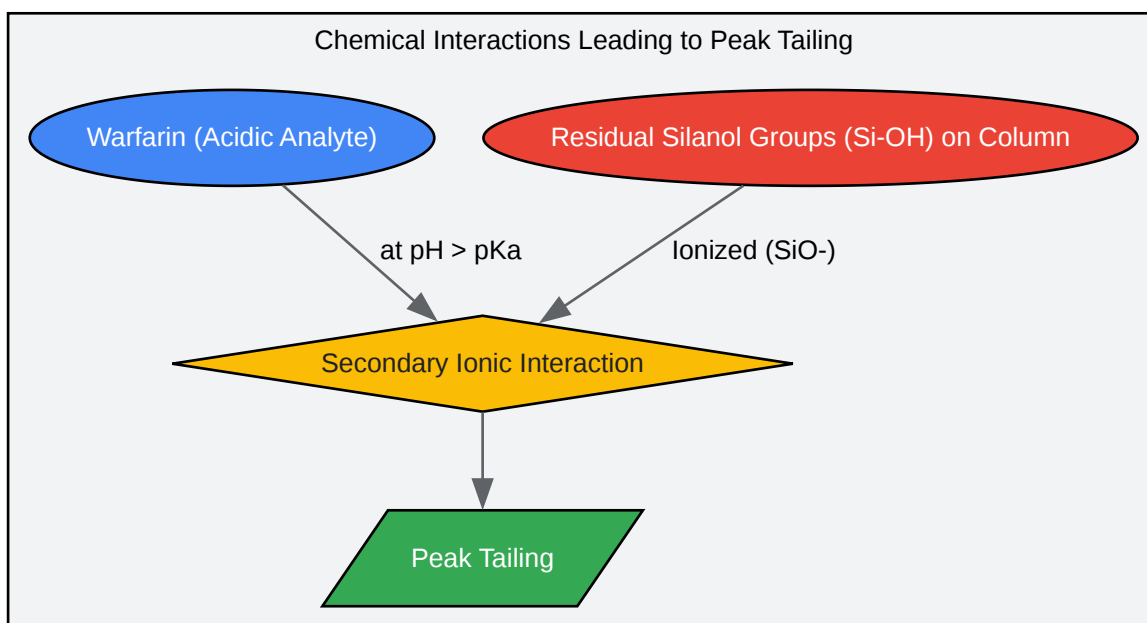 Chemical Interactions Leading to Peak Tailing
Warfarin (Acidic Analyte)
Residual Silanol Groups (Si-OH) on Column
at pH > pKa
Ionized (SiO-)
Secondary Ionic Interaction
Peak Tailing